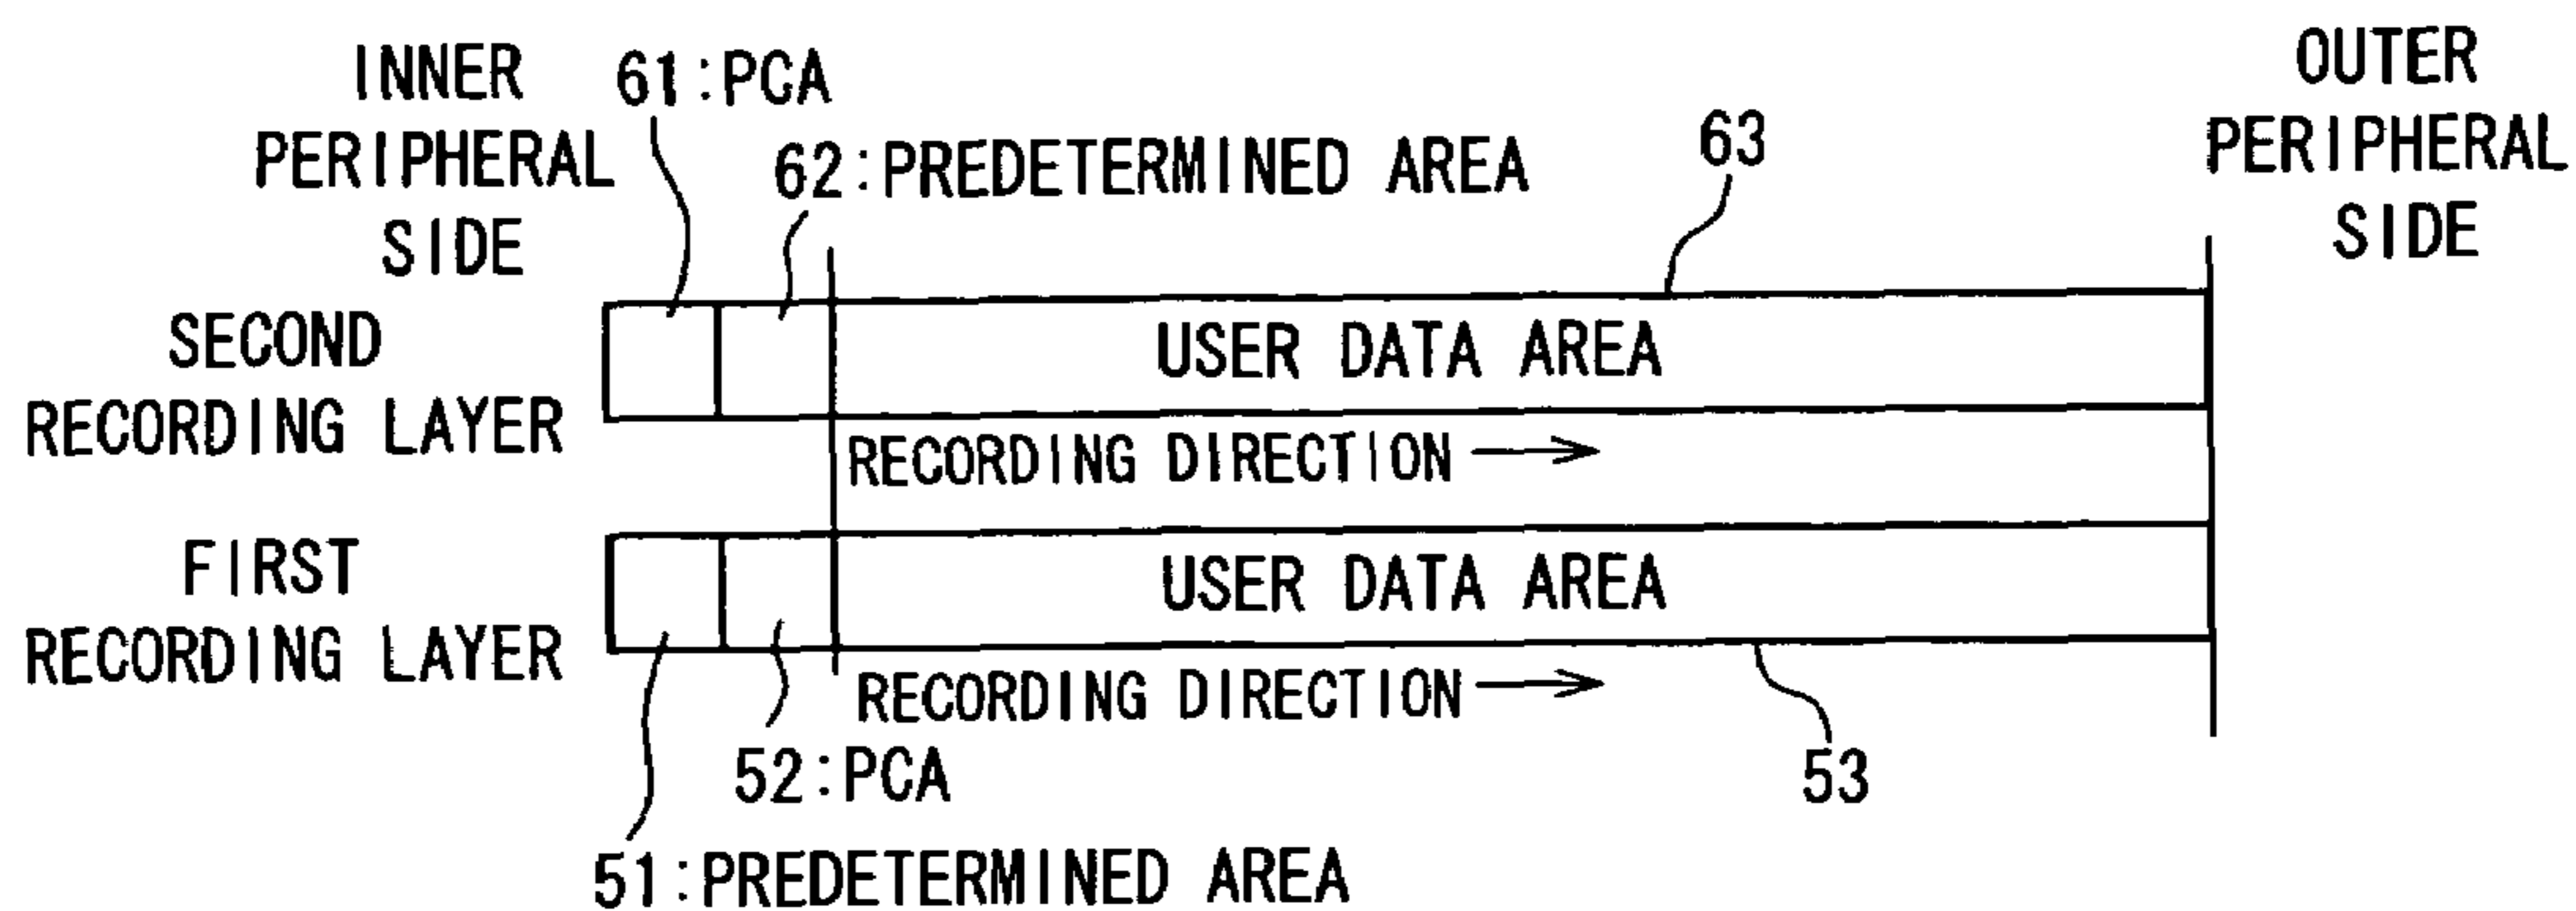 INNER
PERIPHERAL
SIDE
61:PCA
62:PREDETERMINED AREA
63
OUTER
PERIPHERAL
SIDE
SECOND
RECORDING LAYER
USER DATA AREA
RECORDING DIRECTION →
FIRST
RECORDING LAYER
USER DATA AREA
RECORDING DIRECTION →
52:PCA
53
51:PREDETERMINED AREA